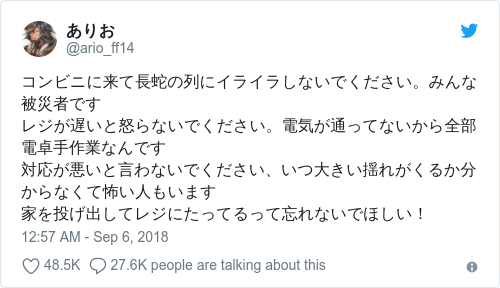 ありお
@ario_ff14
コンビニに来て長蛇の列にイライラしないでください。みんな
被災者です
レジが遅いと怒らないでください。電気が通ってないから全部
電卓手作業なんです
対応が悪いと言わないでください、いつ大きい揺れがくるか分
からなくて怖い人もいます
家を投げ出してレジにたってるって忘れないでほしい！
12:57 AM - Sep 6, 2018
48.5K 27.6K people are talking about this